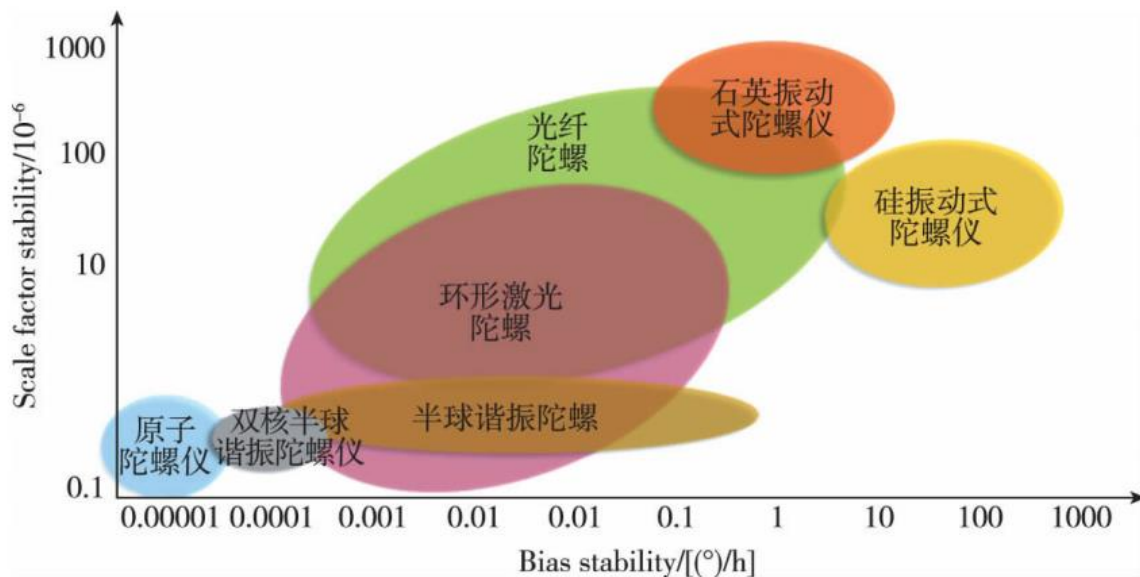 Scale factor stability/10⁻⁶
1000
100
10
0.1
石英振动
式陀螺仪
光纤
陀螺
硅振动式
陀螺仪
环形激光
陀螺
原子
陀螺仪
双核半球
谐振陀螺仪
半球谐振陀螺
0.00001 0.0001 0.001 0.01 0.01 0.1 1 10 100 1000
Bias stability/[(°)/h]